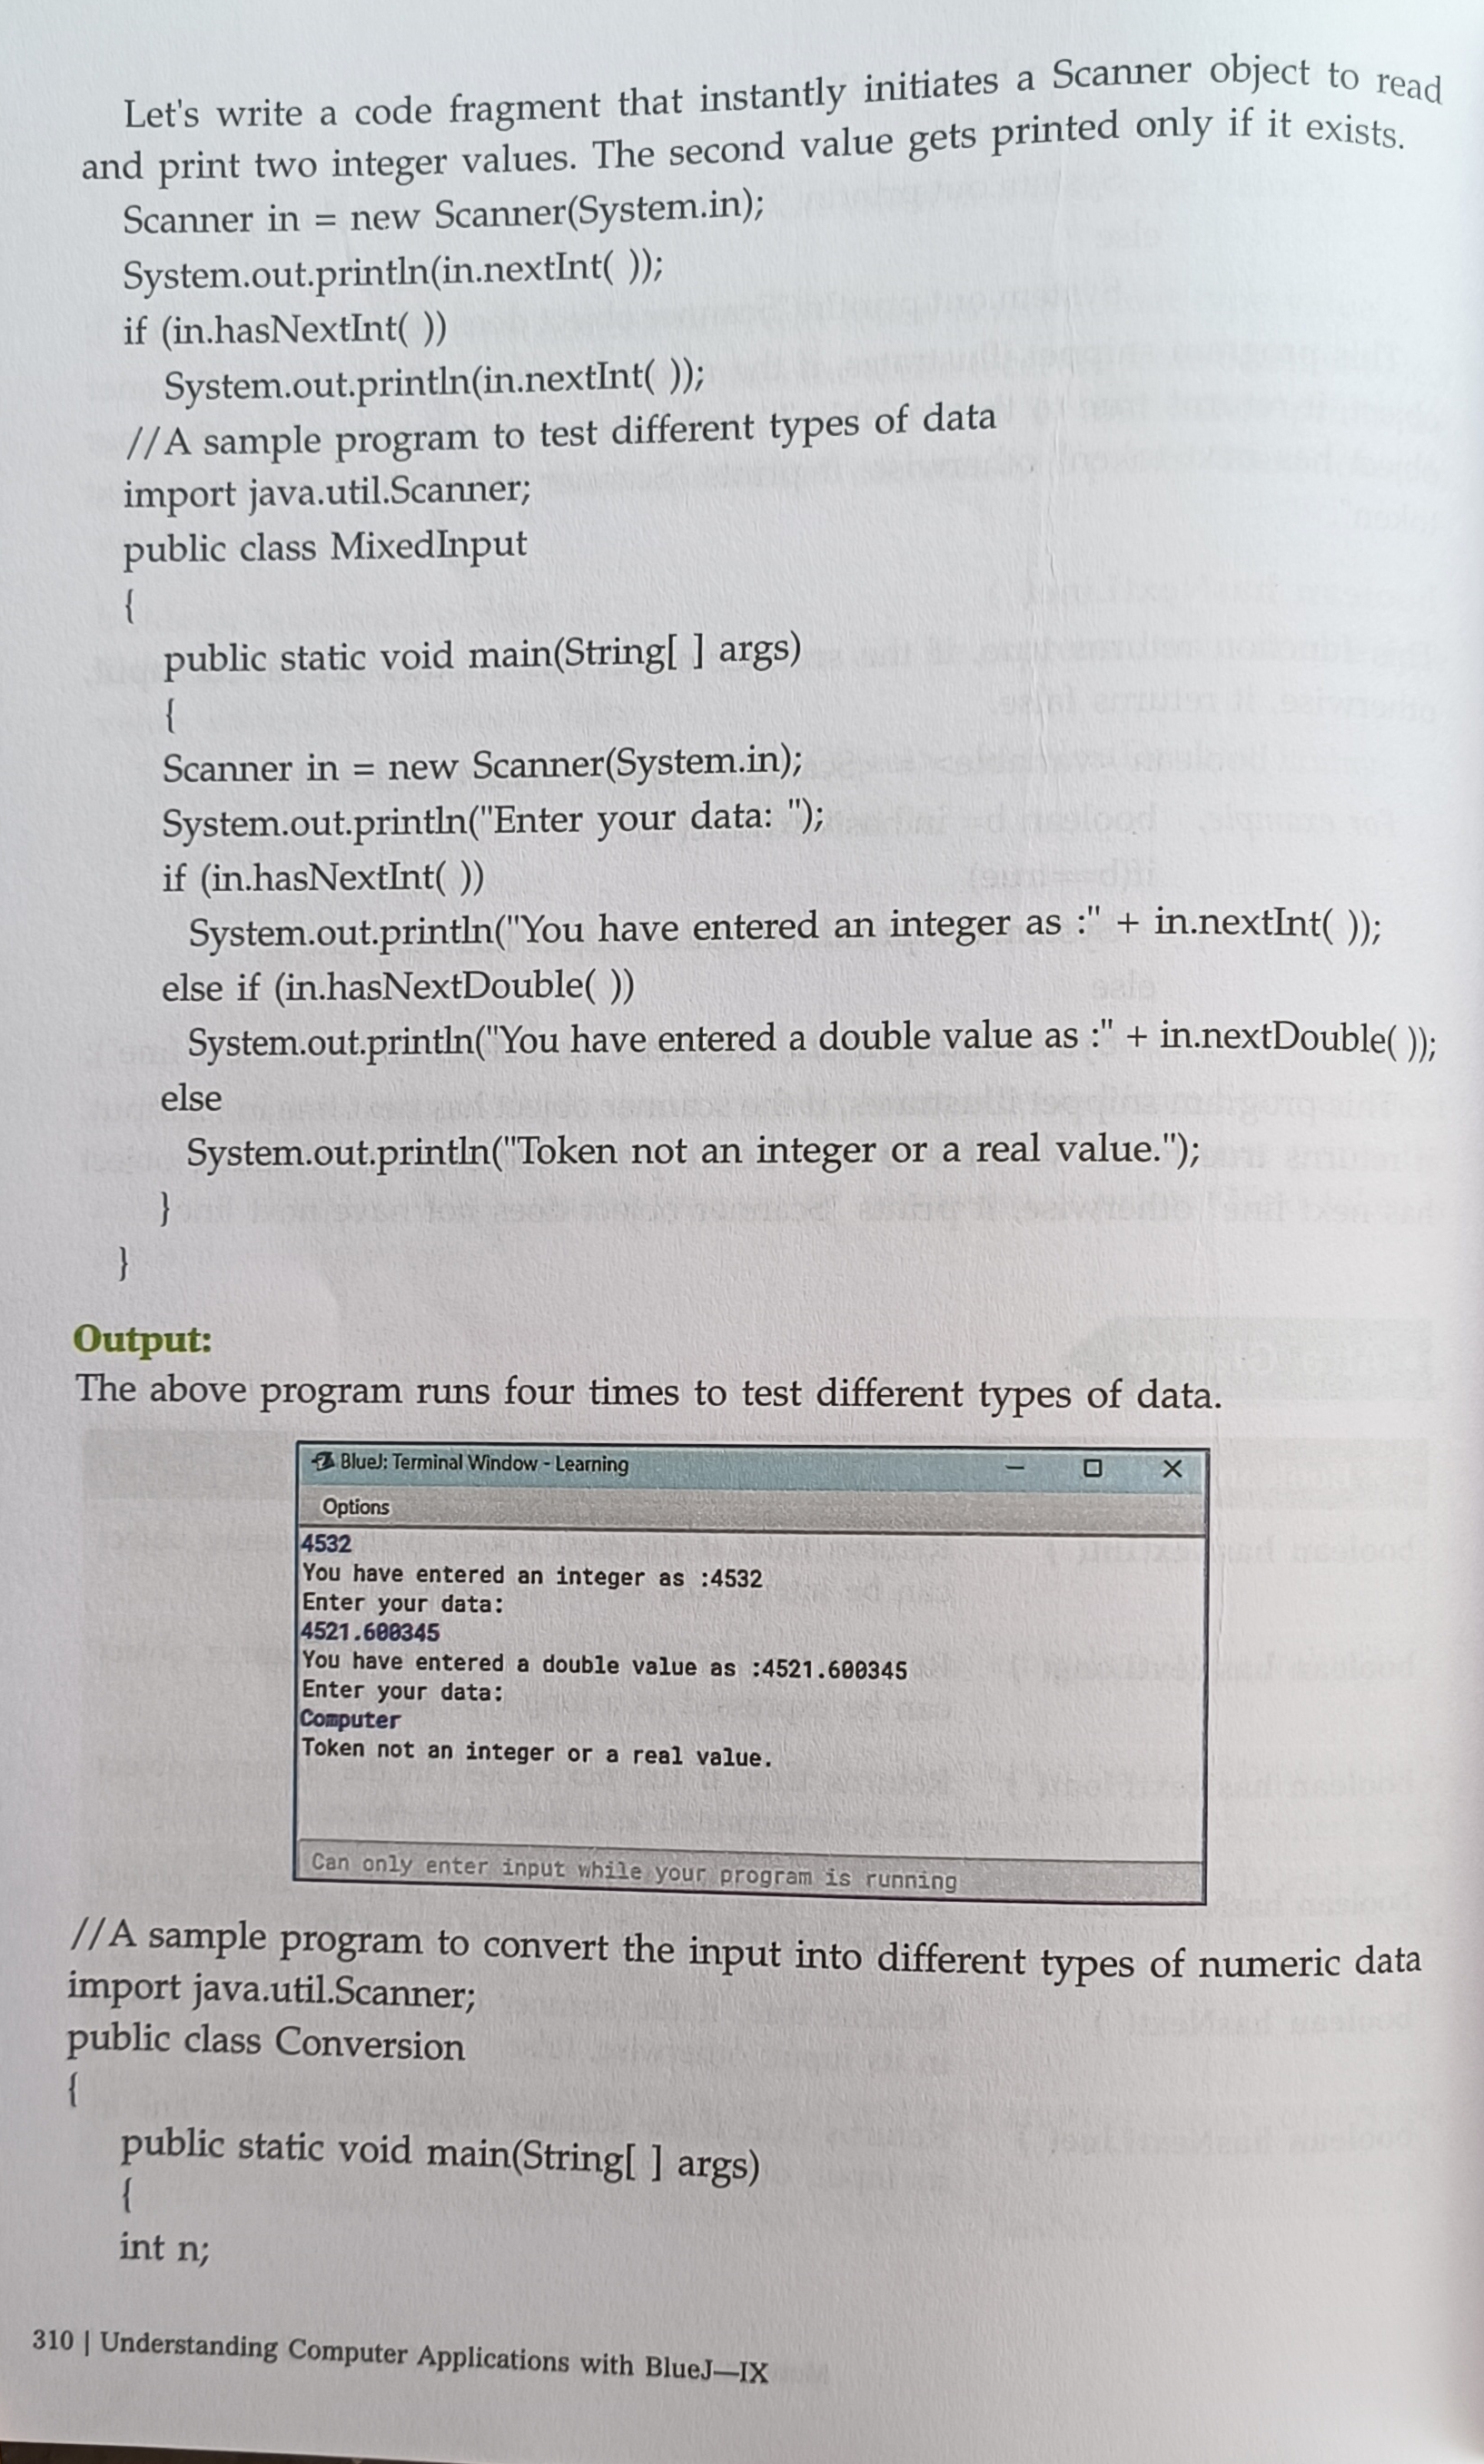 Let's write a code fragment that instantly initiates a Scanner object to read
and print two integer values. The second value gets printed only if it exists.
Scanner in = new Scanner(System.in);
System.out.println(in.nextInt( ));
if (in.hasNextInt( ))
System.out.println(in.nextInt( ));
//A sample program to test different types of data
import java.util.Scanner;
public class MixedInput
{
public static void main(String[ ] args)
{
Scanner in = new Scanner(System.in);
System.out.println("Enter your data: ");
if (in.hasNextInt( ))
System.out.println("You have entered an integer as :" + in.nextInt( ));
else if (in.hasNextDouble( ))
System.out.println("You have entered a double value as :" + in.nextDouble( ));
else
System.out.println("Token not an integer or a real value.");
}
}
Output:
The above program runs four times to test different types of data.
BlueJ: Terminal Window - Learning
Options
4532
You have entered an integer as :4532
Enter your data:
4521.600345
You have entered a double value as :4521.600345
Enter your data:
Computer
Token not an integer or a real value.
Can only enter input while your program is running
//A sample program to convert the input into different types of numeric data
import java.util.Scanner;
public class Conversion
{
public static void main(String[ ] args)
{
int n;
310 | Understanding Computer Applications with BlueJ—IX